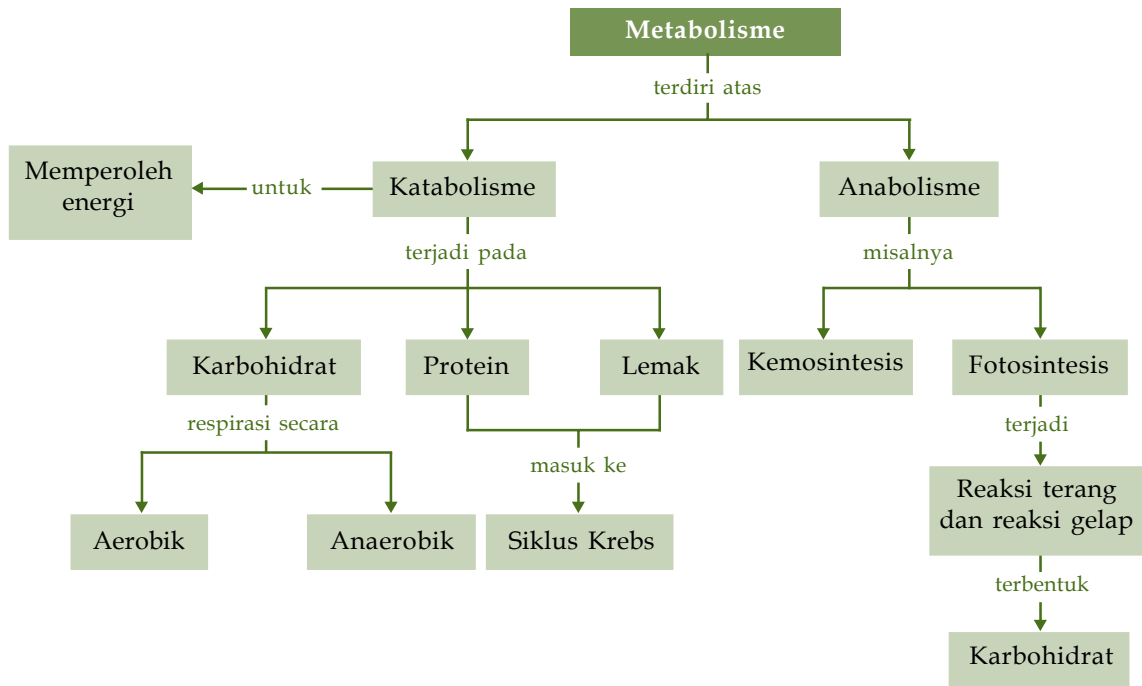 Metabolisme
terdiri atas
Memperoleh
energi
untuk
Katabolisme
Anabolisme
terjadi pada
misalnya
Karbohidrat
Protein
Lemak
Kemosintesis
Fotosintesis
respirasi secara
masuk ke
terjadi
Aerobik
Anaerobik
Siklus Krebs
Reaksi terang
dan reaksi gelap
terbentuk
Karbohidrat